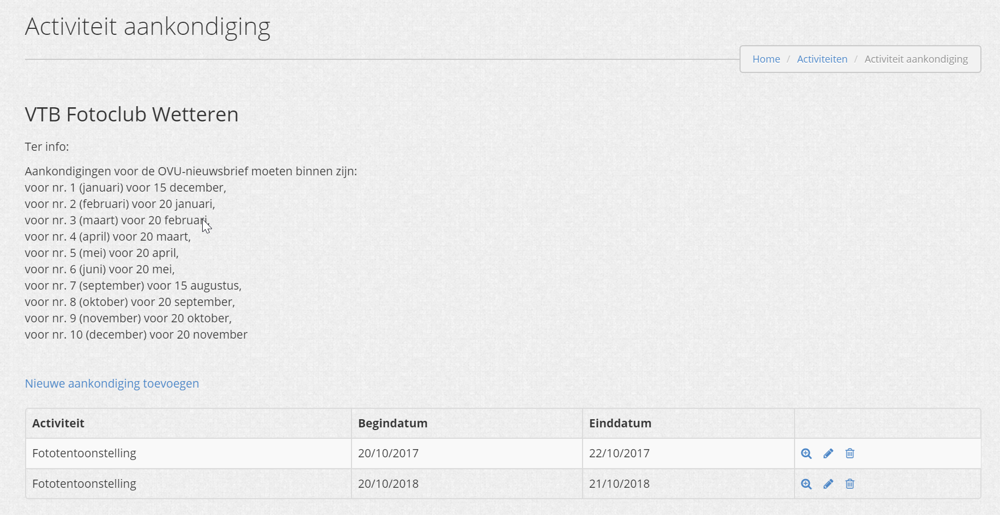 Activiteit aankondiging
Home / Activiteiten / Activiteit aankondiging
VTB Fotoclub Wetteren
Ter info:
Aankondigingen voor de OVU-nieuwsbrief moeten binnen zijn:
voor nr. 1 (januari) voor 15 december,
voor nr. 2 (februari) voor 20 januari,
voor nr. 3 (maart) voor 20 februari,
voor nr. 4 (april) voor 20 maart,
voor nr. 5 (mei) voor 20 april,
voor nr. 6 (juni) voor 20 mei,
voor nr. 7 (september) voor 15 augustus,
voor nr. 8 (oktober) voor 20 september,
voor nr. 9 (november) voor 20 oktober,
voor nr. 10 (december) voor 20 november
Nieuwe aankondiging toevoegen
Activiteit Begindatum Einddatum
Fototentoonstelling 20/10/2017 22/10/2017
Fototentoonstelling 20/10/2018 21/10/2018